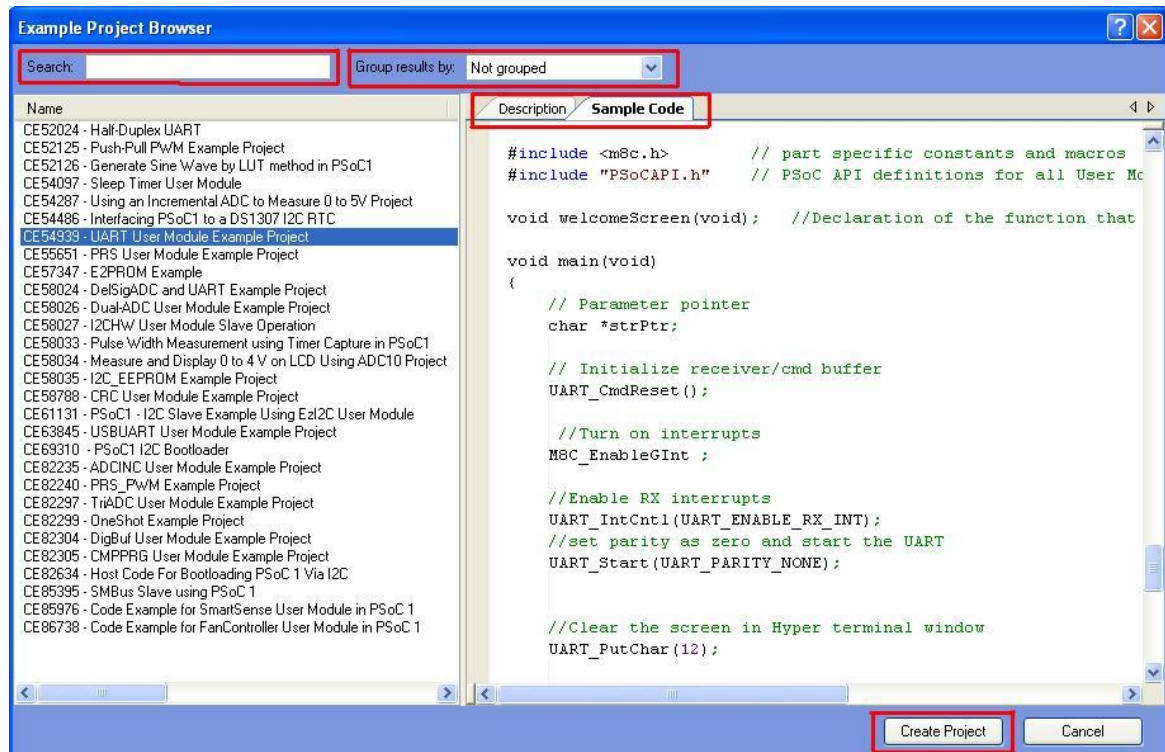 Example Project Browser
Search:
Group results by: Not grouped
Name
CE52024 - Half-Duplex UART
CE52125 - Push-Pull PWM Example Project
CE52126 - Generate Sine Wave by LUT method in PSoC1
CE54097 - Sleep Timer User Module
CE54287 - Using an Incremental ADC to Measure 0 to 5V Project
CE54486 - Interfacing PSoC1 to a DS1307 I2C RTC
CE54939 - UART User Module Example Project
CE55651 - PRS User Module Example Project
CE57347 - E2PROM Example
CE58024 - DelSigADC and UART Example Project
CE58026 - Dual-ADC User Module Example Project
CE58027 - I2CHW User Module Slave Operation
CE58033 - Pulse Width Measurement using Timer Capture in PSoC1
CE58034 - Measure and Display 0 to 4 V on LCD Using ADC10 Project
CE58035 - I2C_EEPROM Example Project
CE58788 - CRC User Module Example Project
CE61131 - PSoC1 - I2C Slave Example Using EzI2C User Module
CE63845 - USBUART User Module Example Project
CE69310 - PSoC1 I2C Bootloader
CE82235 - ADCINC User Module Example Project
CE82240 - PRS_PWM Example Project
CE82297 - TriADC User Module Example Project
CE82299 - OneShot Example Project
CE82304 - DigBuf User Module Example Project
CE82305 - CMPPRG User Module Example Project
CE82634 - Host Code For Bootloading PSoC 1 Via I2C
CE85395 - SMBus Slave using PSoC 1
CE85976 - Code Example for SmartSense User Module in PSoC 1
CE86738 - Code Example for FanController User Module in PSoC 1
Description Sample Code
#include <m8c.h> // part specific constants and macros
#include "PSoCAPI.h" // PSoC API definitions for all User Mo
void welcomeScreen(void); //Declaration of the function that
void main(void)
{
// Parameter pointer
char *strPtr;
// Initialize receiver/cmd buffer
UART_CmdReset();
//Turn on interrupts
M8C_EnableGInt ;
//Enable RX interrupts
UART_IntCntl(UART_ENABLE_RX_INT);
//set parity as zero and start the UART
UART_Start(UART_PARITY_NONE);
//Clear the screen in Hyper terminal window
UART_PutChar(12);
Create Project Cancel